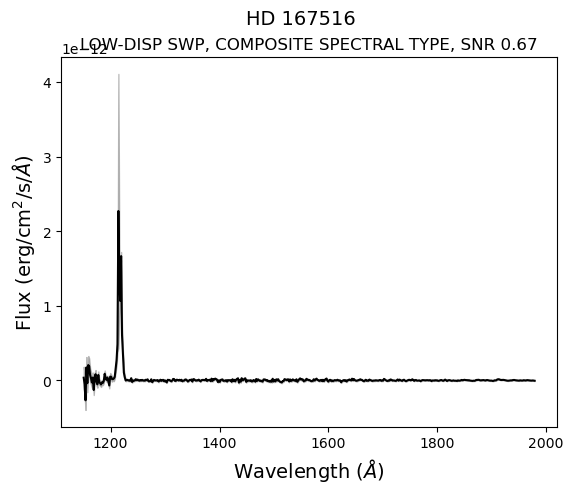 HD 167516
LOW-DISP SWP, COMPOSITE SPECTRAL TYPE, SNR 0.67
1e−12
4
3
2
1
0
Flux (erg/cm²/s/Å)
1200 1400 1600 1800 2000
Wavelength (Å)